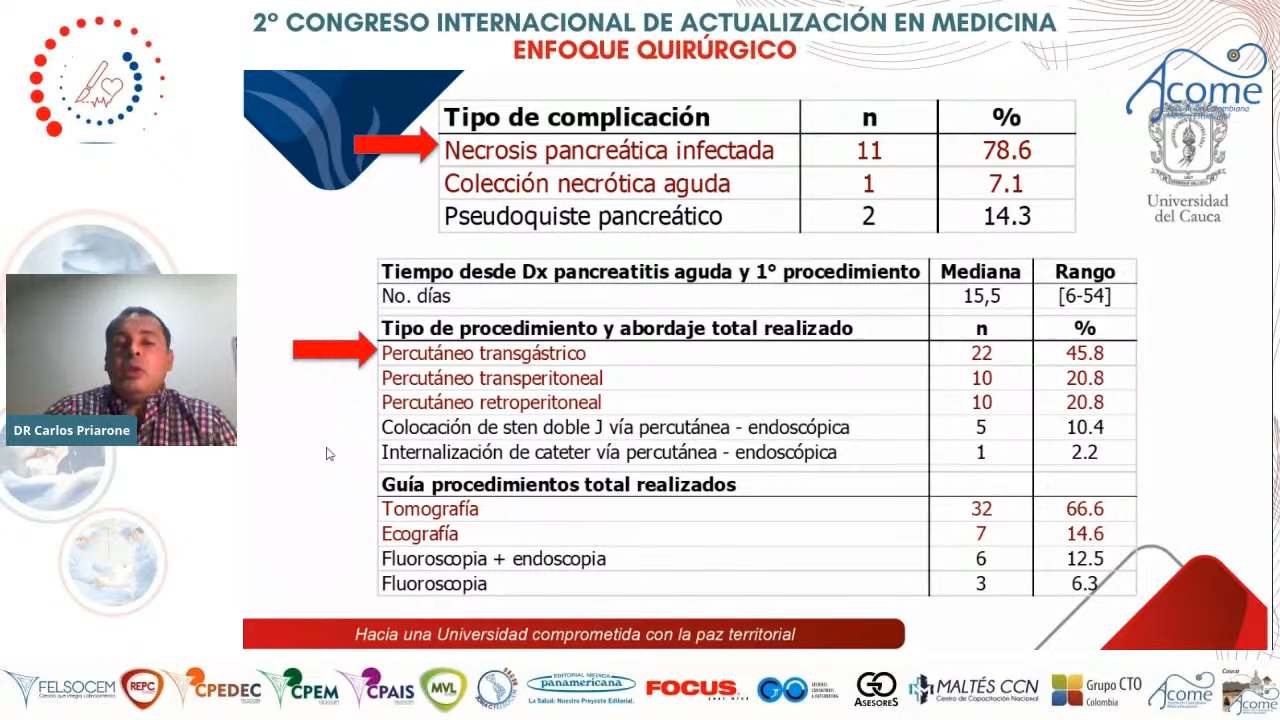 2° CONGRESO INTERNACIONAL DE ACTUALIZACIÓN EN MEDICINA
ENFOQUE QUIRÚRGICO
Acome
Universidad
del Cauca
Tipo de complicación n %
Necrosis pancreática infectada 11 78.6
Colección necrótica aguda 1 7.1
Pseudoquiste pancreático 2 14.3
Tiempo desde Dx pancreatitis aguda y 1° procedimiento Mediana Rango
No. días 15,5 [6-54]
Tipo de procedimiento y abordaje total realizado n %
Percutáneo transgástrico 22 45.8
Percutáneo transperitoneal 10 20.8
Percutáneo retroperitoneal 10 20.8
Colocación de sten doble J vía percutánea - endoscópica 5 10.4
Internalización de cateter vía percutánea - endoscópica 1 2.2
Guía procedimientos total realizados
Tomografía 32 66.6
Ecografía 7 14.6
Fluoroscopia + endoscopia 6 12.5
Fluoroscopia 3 6.3
DR Carlos Priarone
Hacia una Universidad comprometida con la paz territorial
FELSOCEM REPC CPEDEC CPEM CPAIS MVL EDITORIAL MEDICA panamericana FOCUS GO GO ASESORES MALTÉS CCN Grupo CTO Acome Acome
La Salud: Nuestro Proyecto Editorial. Centro de Capacitación Nacional Colombia